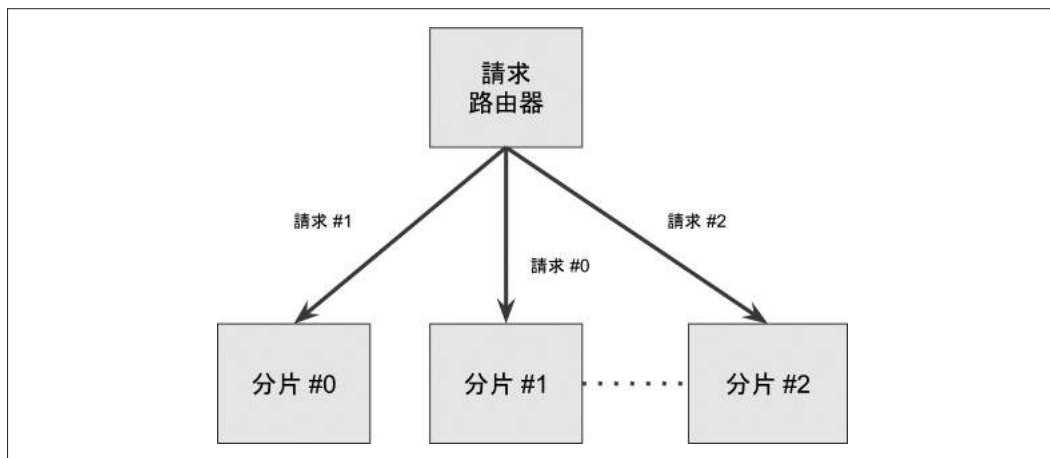 請求
路由器
請求 #1
請求 #2
請求 #0
分片 #0
分片 #1
分片 #2